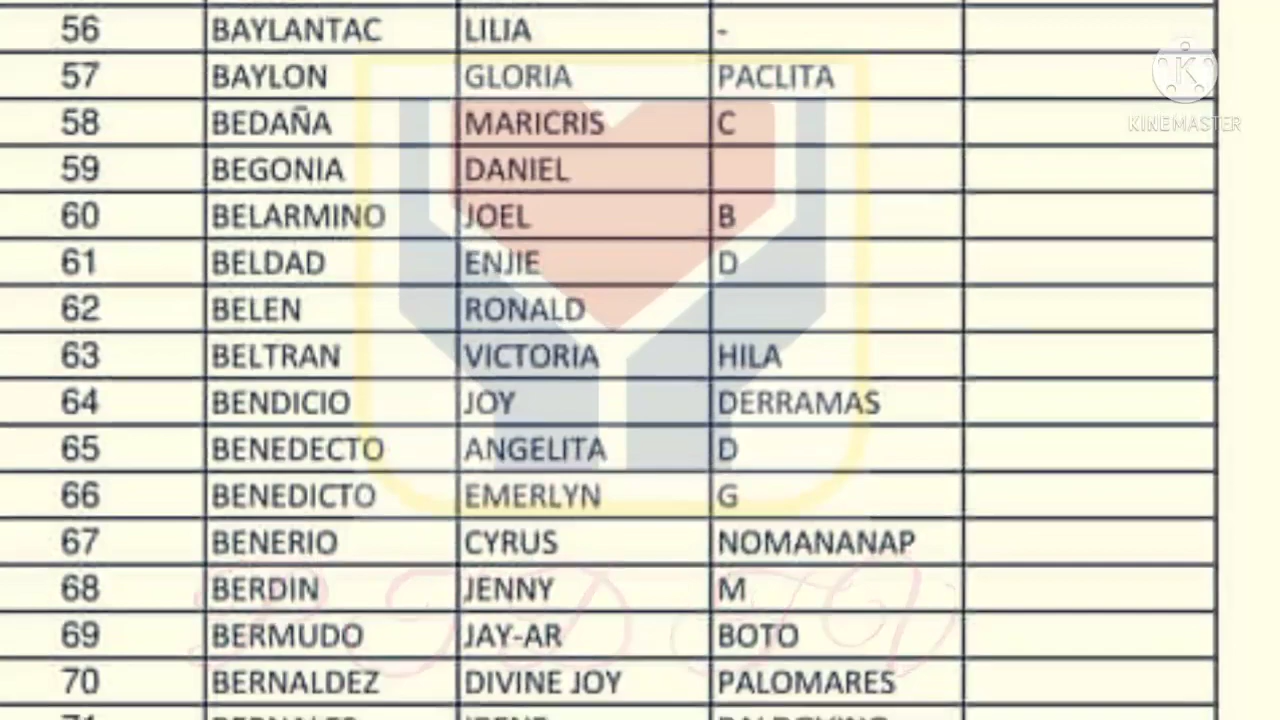 56 BAYLANTAC LILIA -
57 BAYLON GLORIA PACLITA
58 BEDAÑA MARICRIS C
59 BEGONIA DANIEL
60 BELARMINO JOEL B
61 BELDAD ENJIE D
62 BELEN RONALD
63 BELTRAN VICTORIA HILA
64 BENDICIO JOY DERRAMAS
65 BENEDECTO ANGELITA D
66 BENEDICTO EMERLYN G
67 BENERIO CYRUS NOMANANAP
68 BERDIN JENNY M
69 BERMUDO JAY-AR BOTO
70 BERNALDEZ DIVINE JOY PALOMARES
K
KINEMASTER